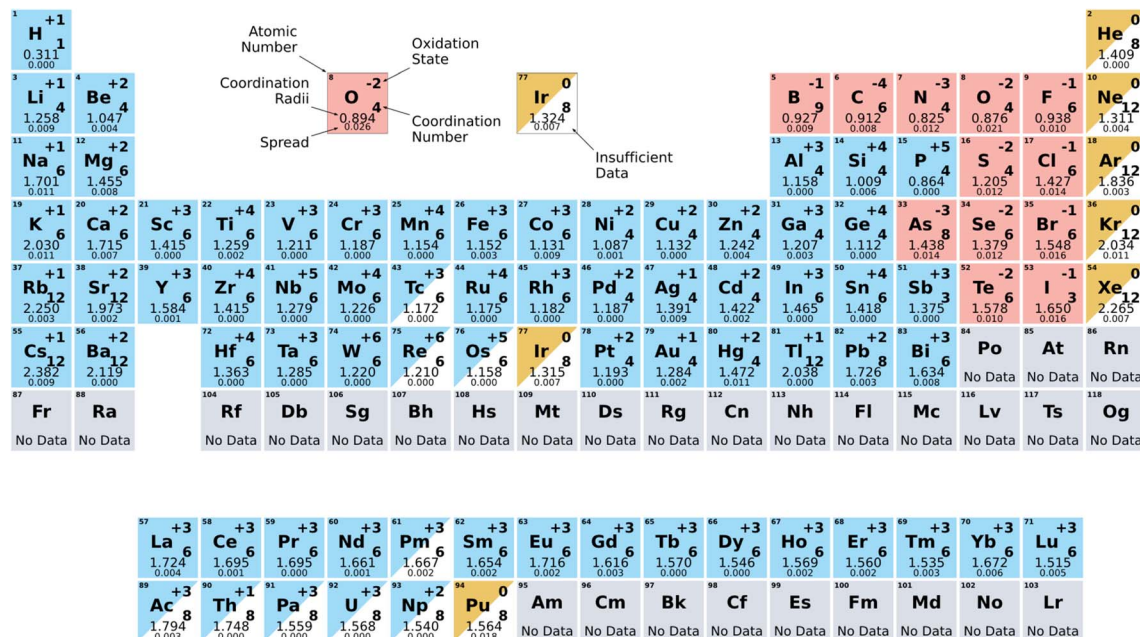 1 +1 2 0
H 1 He 8
0.311 1.409
0.000 0.000
Atomic Number
Oxidation State
Coordination Radii
Coordination Number
Spread
Insufficient Data
8 -2 77 0
O 4 Ir 8
0.894 1.324
0.026 0.007
3 +1 4 +2 5 -1 6 -4 7 -3 8 -2 9 -1 10 0
Li 4 Be 4 B 9 C 6 N 4 O 4 F 6 Ne 12
1.258 1.047 0.927 0.912 0.825 0.876 0.938 1.311
0.009 0.004 0.009 0.008 0.012 0.021 0.010 0.004
11 +1 12 +2 13 +3 14 +4 15 +5 16 -2 17 -1 18 0
Na 6 Mg 6 Al 4 Si 4 P 4 S 4 Cl 6 Ar 12
1.701 1.455 1.158 1.009 0.864 1.205 1.427 1.836
0.011 0.008 0.000 0.006 0.000 0.012 0.014 0.003
19 +1 20 +2 21 +3 22 +4 23 +3 24 +3 25 +4 26 +3 27 +3 28 +2 29 +2 30 +2 31 +3 32 +4 33 -3 34 -2 35 -1 36 0
K 6 Ca 6 Sc 6 Ti 6 V 6 Cr 6 Mn 6 Fe 6 Co 6 Ni 4 Cu 4 Zn 4 Ga 4 Ge 4 As 8 Se 6 Br 6 Kr 12
2.030 1.715 1.415 1.259 1.211 1.187 1.154 1.152 1.131 1.087 1.132 1.242 1.207 1.112 1.438 1.379 1.548 2.034
0.011 0.007 0.000 0.002 0.000 0.000 0.000 0.003 0.009 0.001 0.000 0.004 0.003 0.000 0.014 0.012 0.016 0.011
37 +1 38 +2 39 +3 40 +4 41 +5 42 +4 43 +3 44 +4 45 +3 46 +2 47 +1 48 +2 49 +3 50 +4 51 +3 52 -2 53 -1 54 0
Rb 12 Sr 12 Y 6 Zr 6 Nb 6 Mo 6 Tc 6 Ru 6 Rh 6 Pd 4 Ag 4 Cd 4 In 6 Sn 6 Sb 3 Te 6 I 3 Xe 12
2.250 1.973 1.584 1.415 1.279 1.226 1.172 1.175 1.182 1.187 1.391 1.422 1.465 1.418 1.375 1.578 1.650 2.265
0.003 0.002 0.001 0.000 0.000 0.000 0.000 0.000 0.000 0.000 0.009 0.002 0.000 0.000 0.000 0.010 0.016 0.007
55 +1 56 +2 72 +4 73 +3 74 +6 75 +6 76 +5 77 0 78 +2 79 +1 80 +2 81 +1 82 +2 83 +3 84 85 86
Cs 12 Ba 12 Hf 6 Ta 6 W 6 Re 6 Os 6 Ir 8 Pt 4 Au 4 Hg 4 Tl 12 Pb 8 Bi 6 Po At Rn
2.382 2.119 1.363 1.285 1.220 1.210 1.158 1.315 1.193 1.284 1.472 2.038 1.726 1.634 No Data No Data No Data
0.009 0.000 0.000 0.000 0.000 0.000 0.000 0.007 0.000 0.002 0.011 0.000 0.003 0.008
87 88 104 105 106 107 108 109 110 111 112 113 114 115 116 117 118
Fr Ra Rf Db Sg Bh Hs Mt Ds Rg Cn Nh Fl Mc Lv Ts Og
No Data No Data No Data No Data No Data No Data No Data No Data No Data No Data No Data No Data No Data No Data No Data No Data No Data
57 +3 58 +3 59 +3 60 +3 61 +3 62 +3 63 +3 64 +3 65 +3 66 +3 67 +3 68 +3 69 +3 70 +3 71 +3
La 6 Ce 6 Pr 6 Nd 6 Pm 6 Sm 6 Eu 6 Gd 6 Tb 6 Dy 6 Ho 6 Er 6 Tm 6 Yb 6 Lu 6
1.724 1.695 1.695 1.661 1.667 1.654 1.716 1.616 1.570 1.546 1.569 1.560 1.535 1.672 1.515
0.004 0.001 0.000 0.001 0.002 0.002 0.002 0.003 0.000 0.000 0.002 0.002 0.003 0.006 0.005
89 +3 90 +1 91 +3 92 +3 93 +2 94 0 95 96 97 98 99 100 101 102 103
Ac 8 Th 8 Pa 8 U 8 Np 8 Pu 8 Am Cm Bk Cf Es Fm Md No Lr
1.794 1.748 1.559 1.568 1.540 1.564 No Data No Data No Data No Data No Data No Data No Data No Data No Data